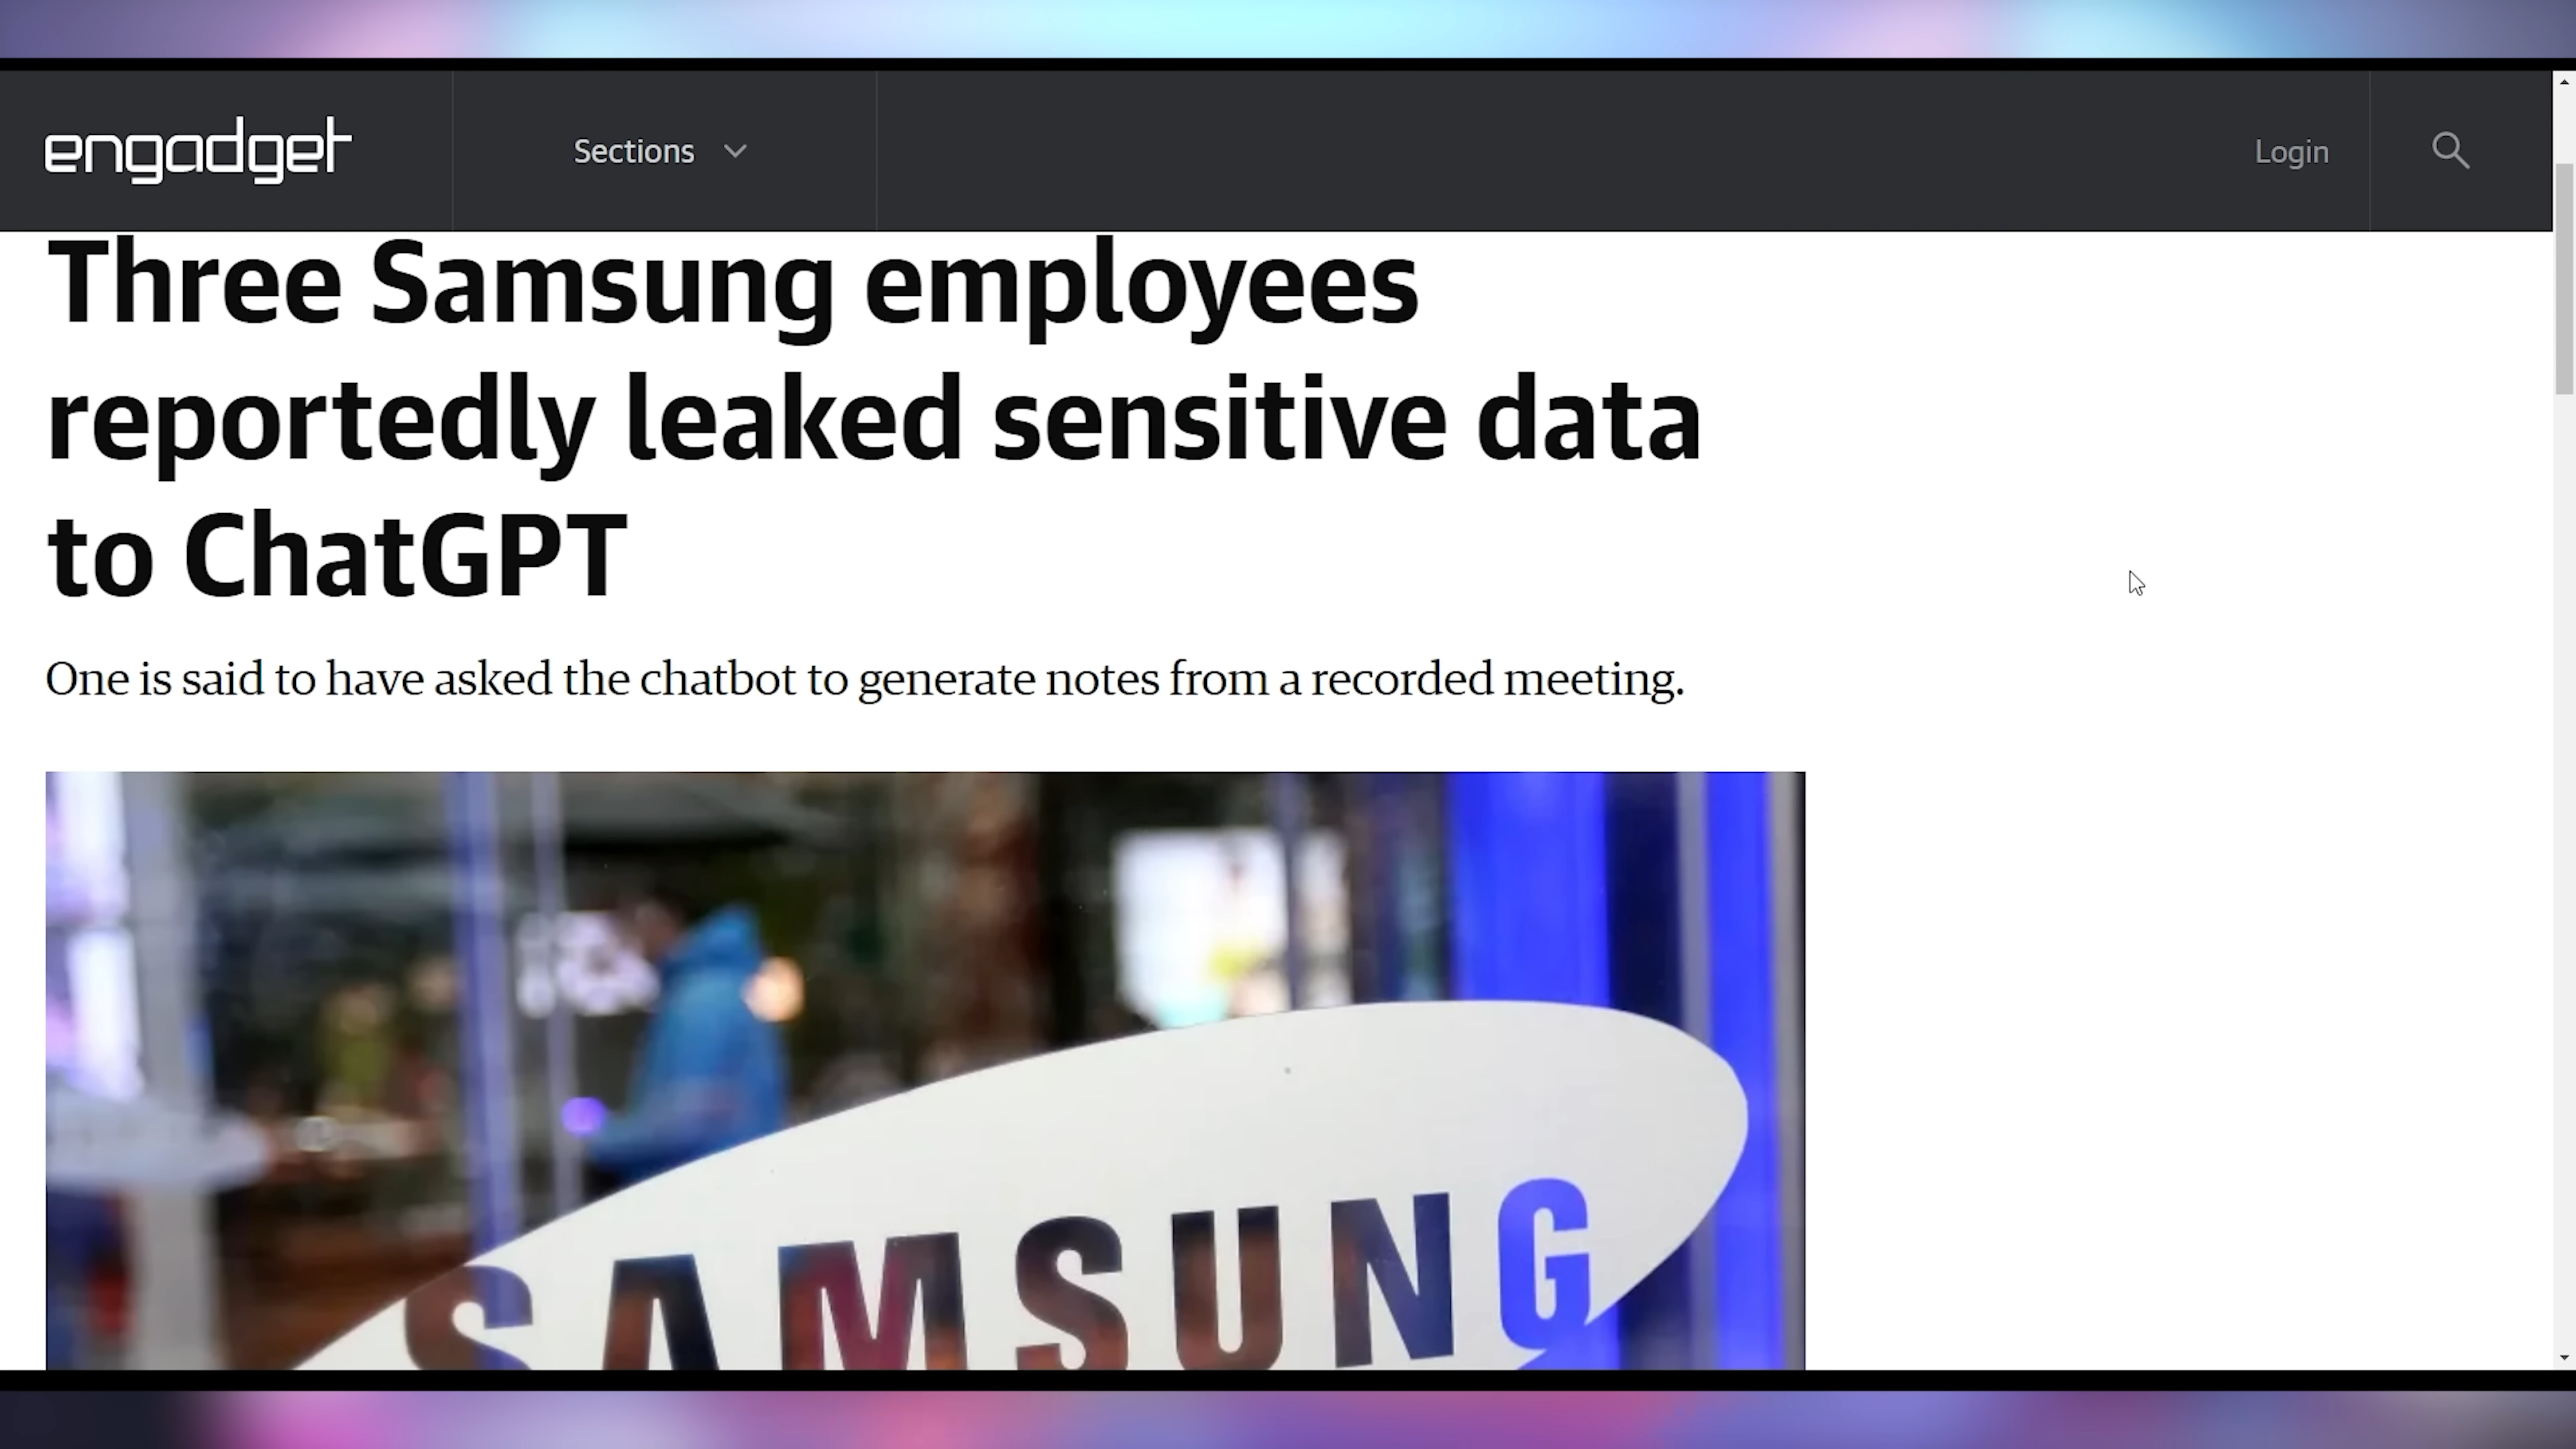 engadget
Sections
Login
Three Samsung employees
reportedly leaked sensitive data
to ChatGPT
One is said to have asked the chatbot to generate notes from a recorded meeting.
SAMSUNG